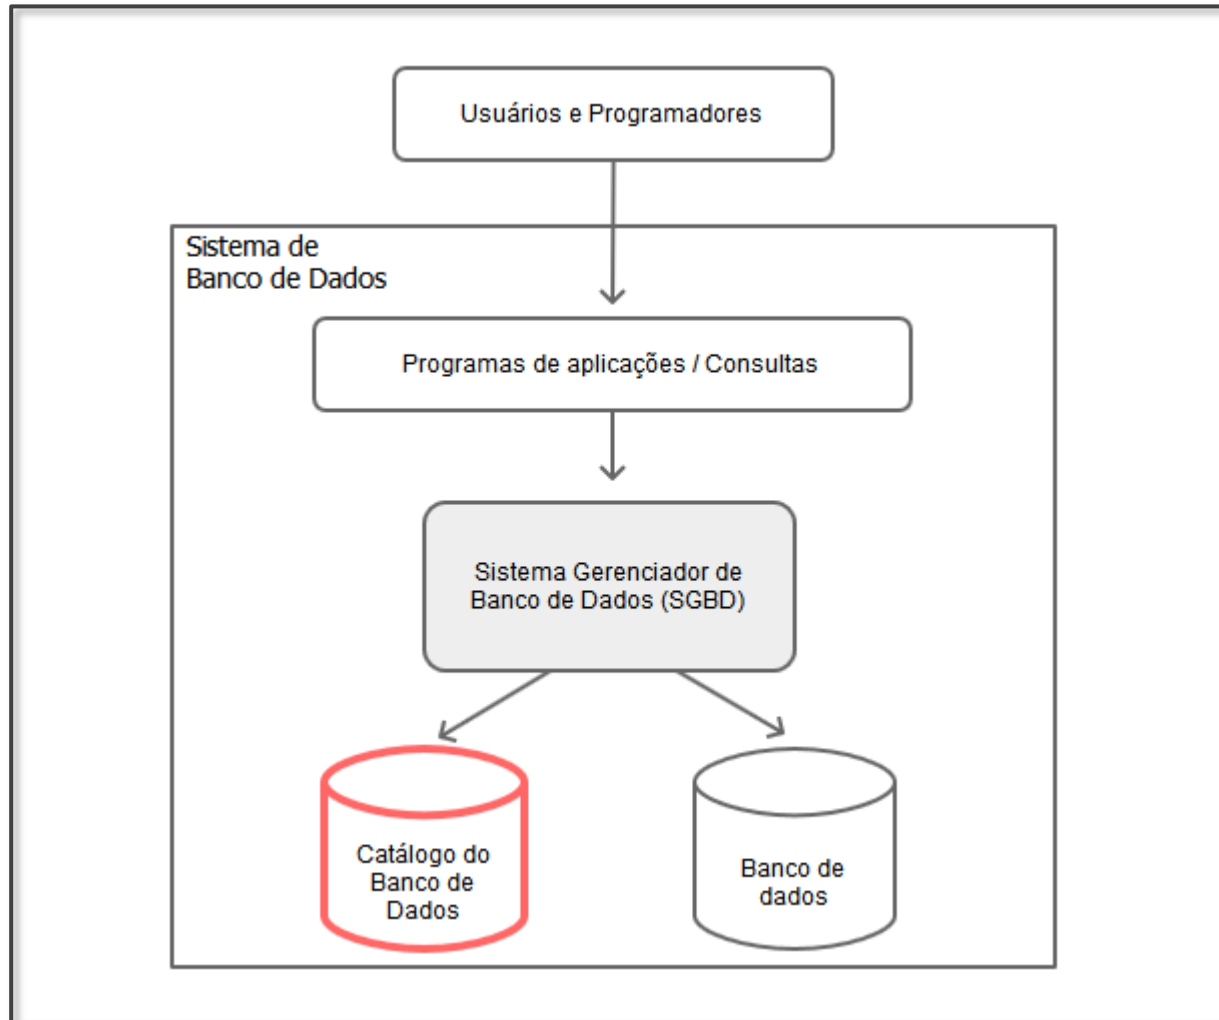 Usuários e Programadores
Sistema de
Banco de Dados
Programas de aplicações / Consultas
Sistema Gerenciador de
Banco de Dados (SGBD)
Catálogo do
Banco de
Dados
Banco de
dados